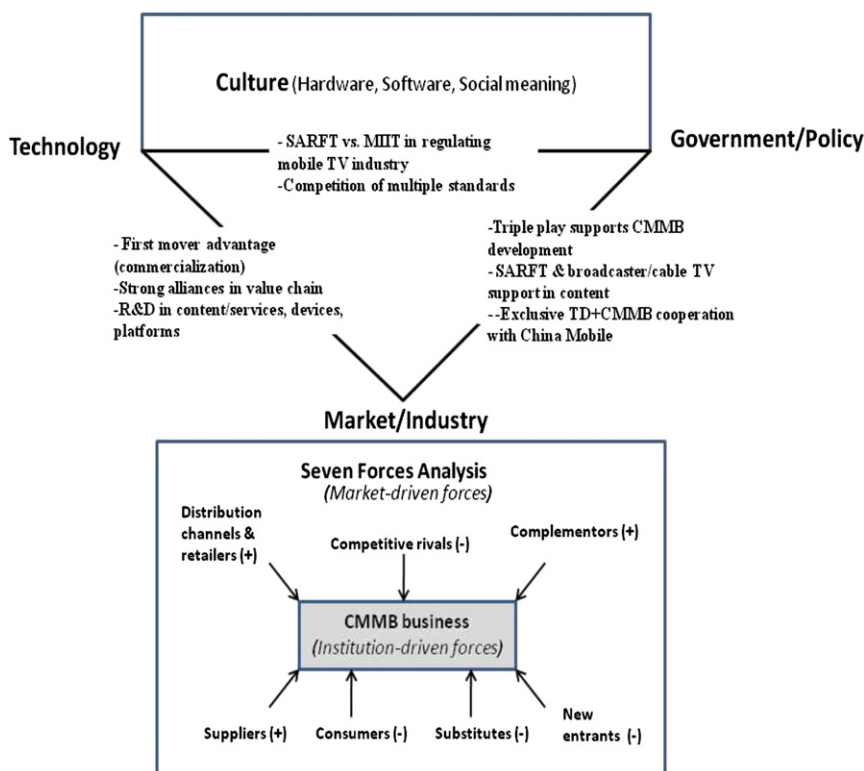 Culture (Hardware, Software, Social meaning)
Technology
Government/Policy
- SARFT vs. MIIT in regulating
mobile TV industry
-Competition of multiple standards
- First mover advantage
(commercialization)
-Strong alliances in value chain
-R&D in content/services, devices,
platforms
-Triple play supports CMMB
development
-SARFT & broadcaster/cable TV
support in content
--Exclusive TD+CMMB cooperation
with China Mobile
Market/Industry
Seven Forces Analysis
(Market-driven forces)
Distribution
channels &
retailers (+)
Competitive rivals (-)
Complementors (+)
CMMB business
(Institution-driven forces)
Suppliers (+)
Consumers (-)
Substitutes (-)
New
entrants (-)